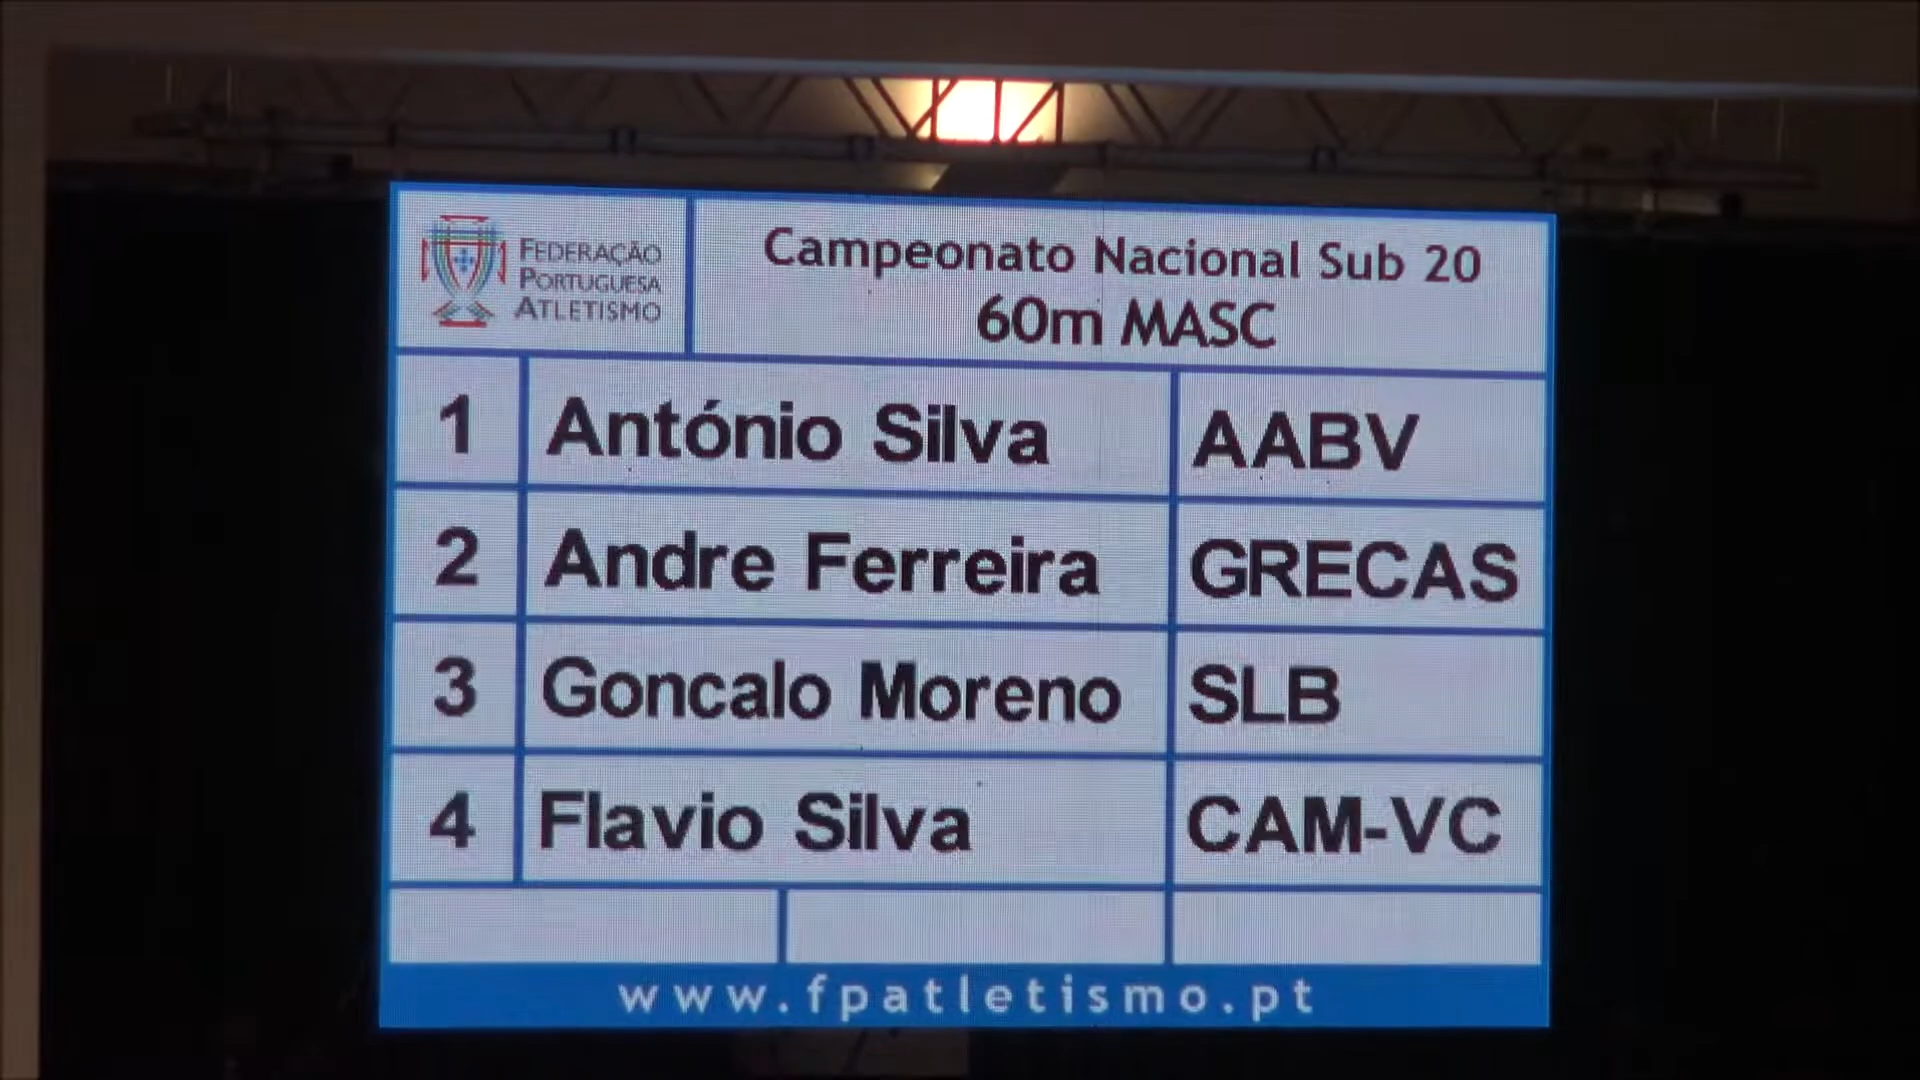 FEDERAÇÃO
PORTUGUESA
ATLETISMO
Campeonato Nacional Sub 20
60m MASC
1 António Silva AABV
2 Andre Ferreira GRECAS
3 Goncalo Moreno SLB
4 Flavio Silva CAM-VC
www.fpatletismo.pt